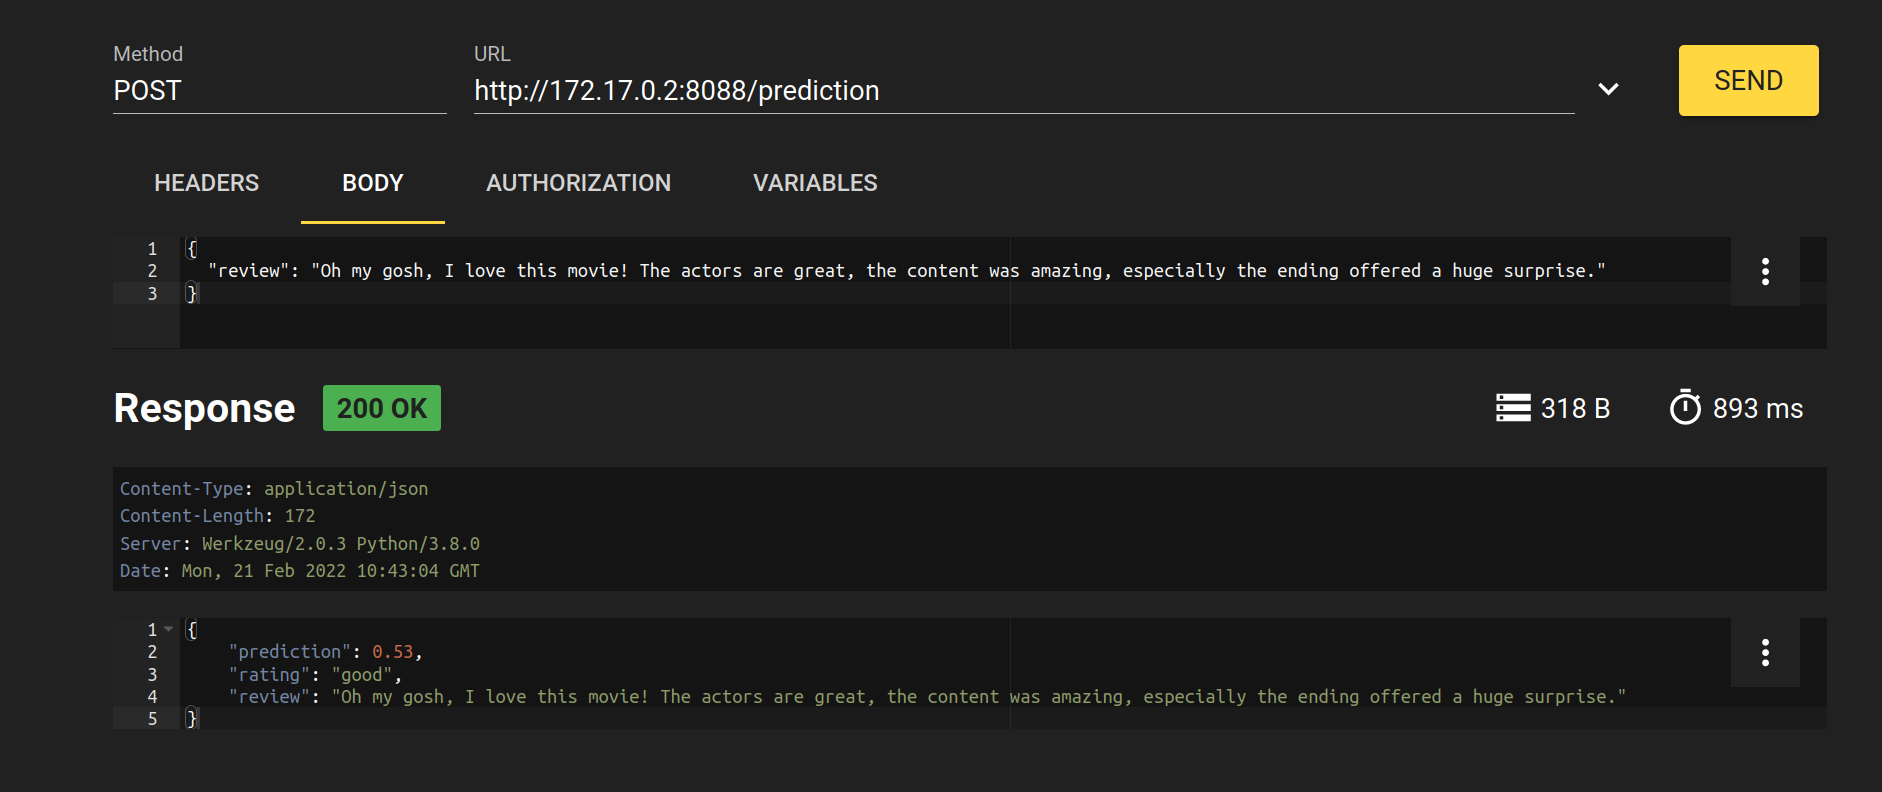 Method
POST
URL
http://172.17.0.2:8088/prediction
SEND
HEADERS BODY AUTHORIZATION VARIABLES
1 {
2 "review": "Oh my gosh, I love this movie! The actors are great, the content was amazing, especially the ending offered a huge surprise."
3 }
Response 200 OK 318 B 893 ms
Content-Type: application/json
Content-Length: 172
Server: Werkzeug/2.0.3 Python/3.8.0
Date: Mon, 21 Feb 2022 10:43:04 GMT
1 {
2 "prediction": 0.53,
3 "rating": "good",
4 "review": "Oh my gosh, I love this movie! The actors are great, the content was amazing, especially the ending offered a huge surprise."
5 }